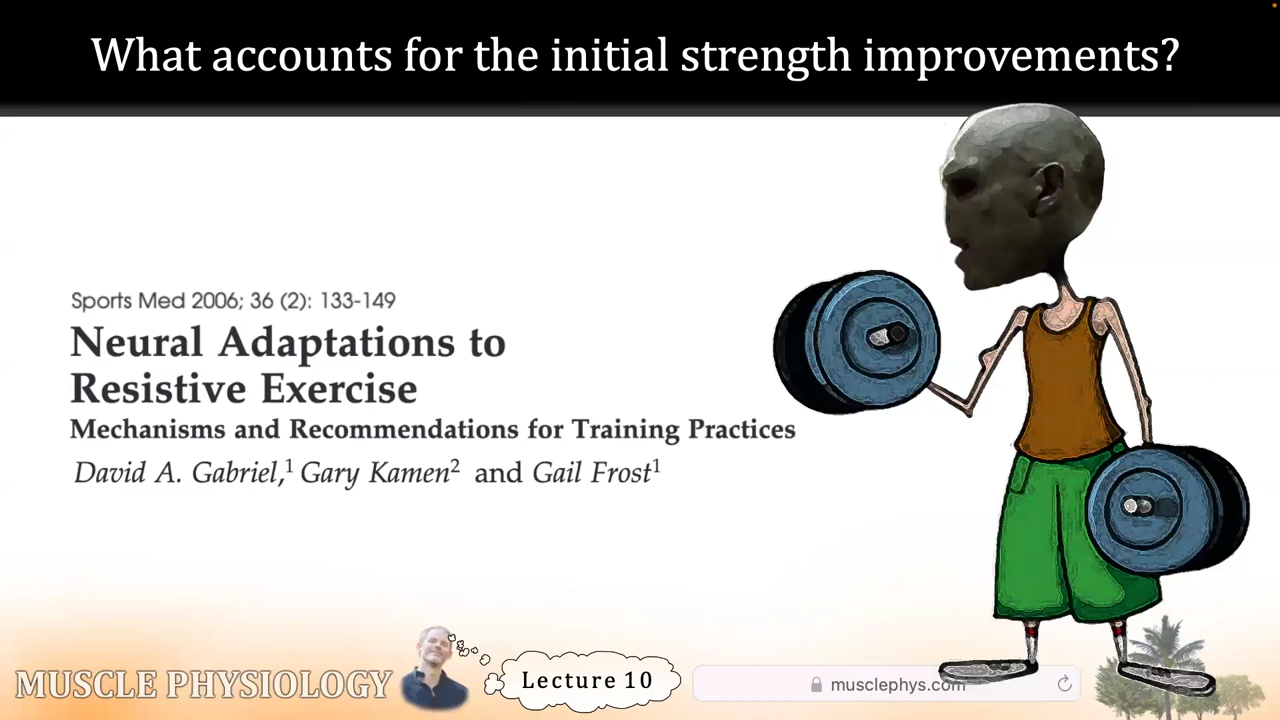 What accounts for the initial strength improvements?
Sports Med 2006; 36 (2): 133-149
Neural Adaptations to
Resistive Exercise
Mechanisms and Recommendations for Training Practices
David A. Gabriel,¹ Gary Kamen² and Gail Frost¹
MUSCLE PHYSIOLOGY
Lecture 10
musclephys.com